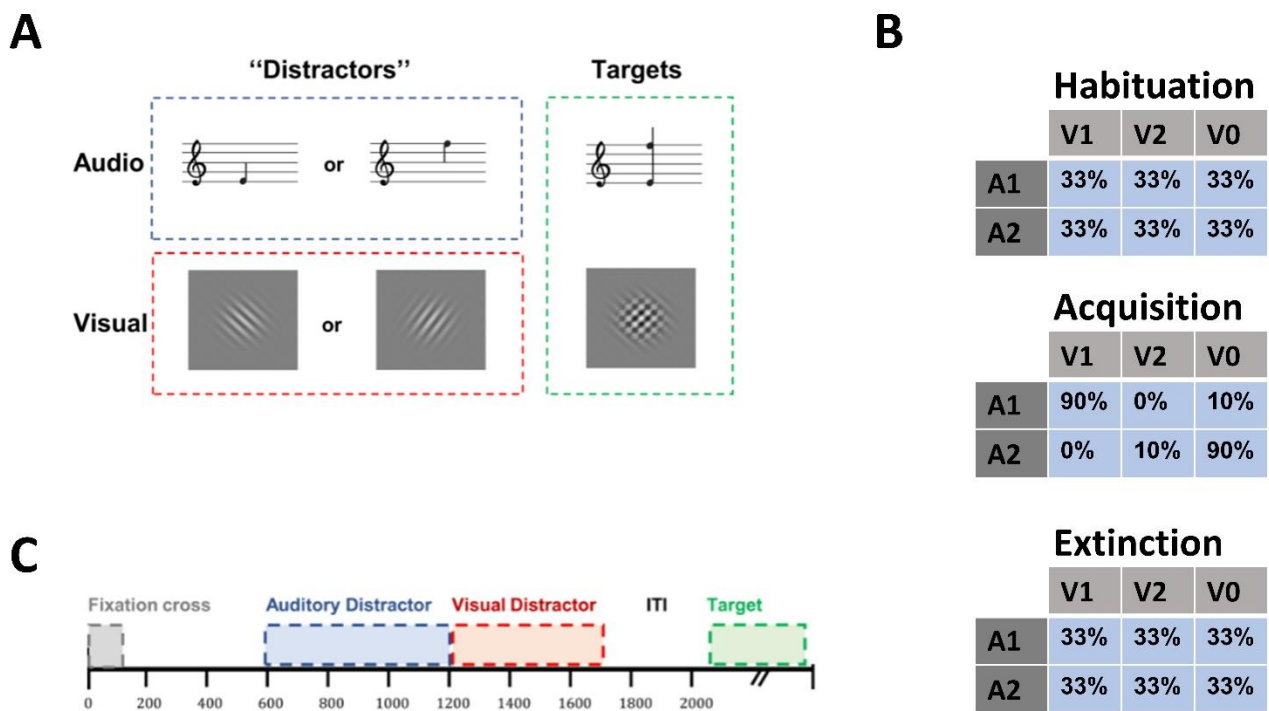 A
“Distractors”
Targets
Audio
or
Visual
or
B
Habituation
V1 V2 V0
A1 33% 33% 33%
A2 33% 33% 33%
Acquisition
V1 V2 V0
A1 90% 0% 10%
A2 0% 10% 90%
Extinction
V1 V2 V0
A1 33% 33% 33%
A2 33% 33% 33%
C
Fixation cross Auditory Distractor Visual Distractor ITI Target
0 200 400 600 800 1000 1200 1400 1600 1800 2000